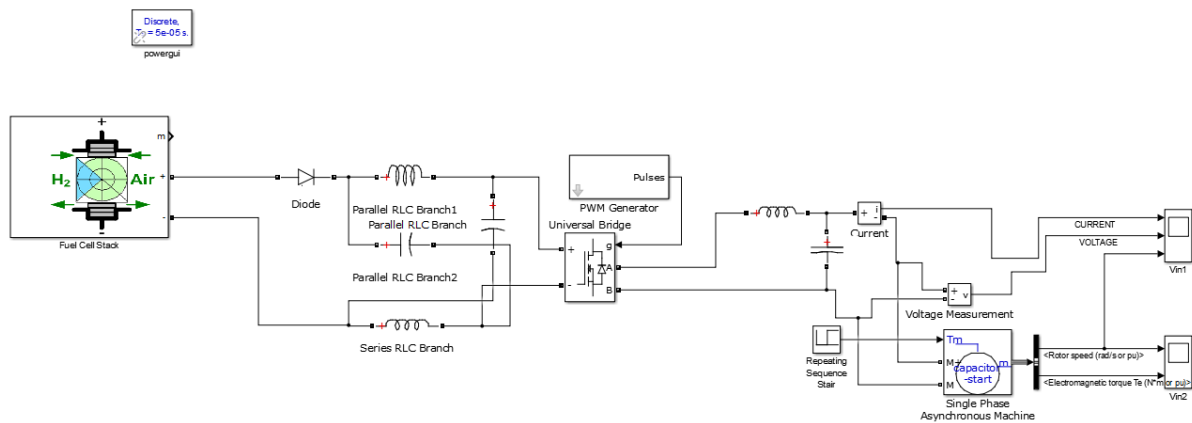 Discrete,
= 5e-05 s.
powergui
+
m
H2 Air
+
-
-
Fuel Cell Stack
Diode
Parallel RLC Branch1
Parallel RLC Branch
Parallel RLC Branch2
Series RLC Branch
Pulses
PWM Generator
Universal Bridge
+
-
g
A
B
+
-
i
Current
CURRENT
VOLTAGE
Vin1
+
-
v
Voltage Measurement
Repeating
Sequence
Stair
Tm
M+
M
capacitor
-start
m
Single Phase
Asynchronous Machine
<Rotor speed (rad/s or pu)>
<Electromagnetic torque Te (N*m or pu)>
Vin2